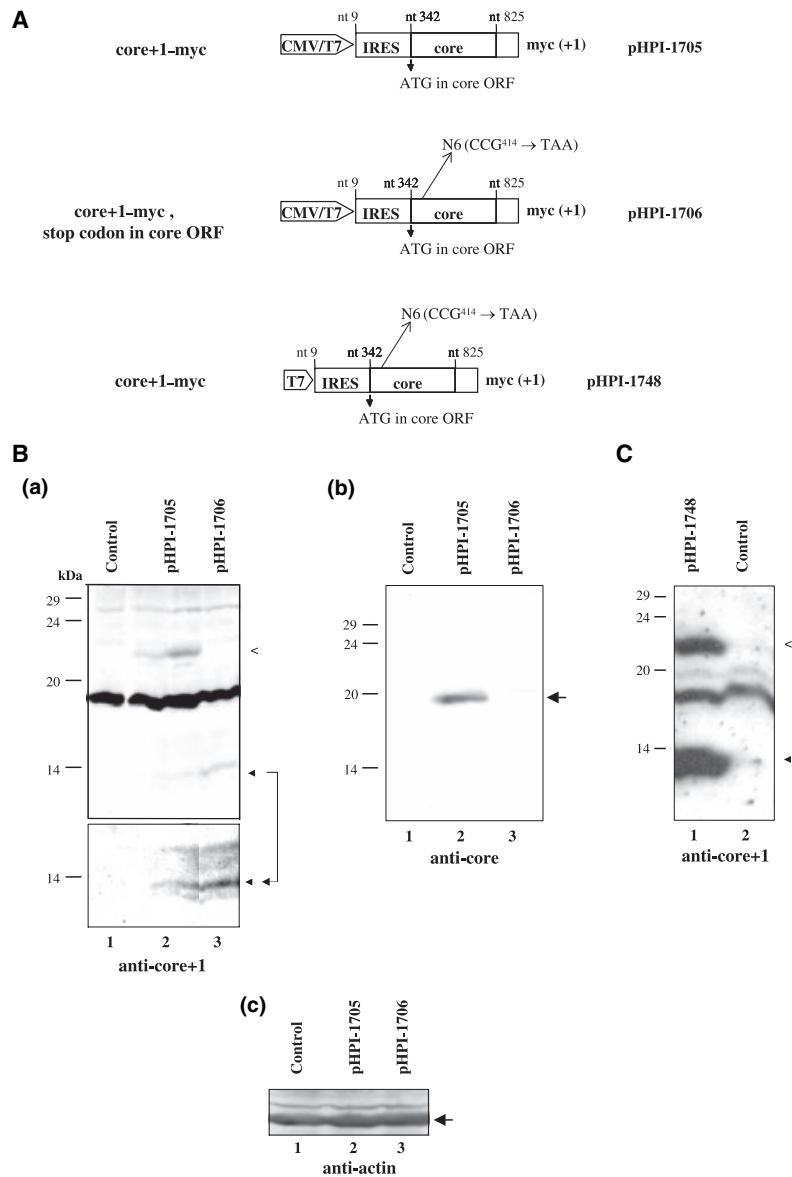 A
nt 9
nt 342
nt 825
core+1-myc
CMV/T7
IRES
core
myc (+1)
pHPI-1705
ATG in core ORF
N6 (CCG414 → TAA)
nt 9
nt 342
nt 825
core+1-myc ,
stop codon in core ORF
CMV/T7
IRES
core
myc (+1)
pHPI-1706
ATG in core ORF
N6 (CCG414 → TAA)
nt 9
nt 342
nt 825
core+1-myc
T7
IRES
core
myc (+1)
pHPI-1748
ATG in core ORF
B
(a)
Control
pHPI-1705
pHPI-1706
kDa
29
24
<
20
14
14
1 2 3
anti-core+1
(b)
Control
pHPI-1705
pHPI-1706
29
24
20
14
1 2 3
anti-core
C
pHPI-1748
Control
29
24
<
20
14
1 2
anti-core+1
(c)
Control
pHPI-1705
pHPI-1706
1 2 3
anti-actin